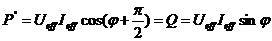 P* = U_eff I_eff cos(φ + π/2) = Q = U_eff I_eff sin φ